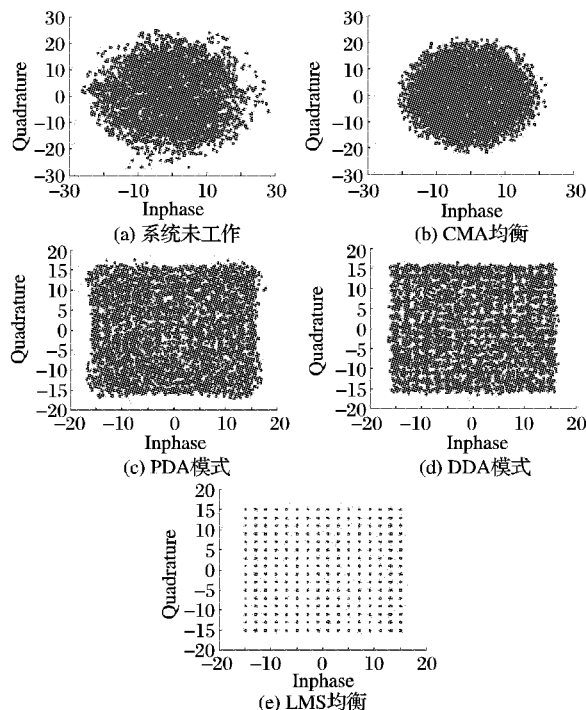 30
20
10
0
−10
−20
−30
−30 −10 10 30
Quadrature
Inphase
(a) 系统未工作
30
20
10
0
−10
−20
−30
−30 −10 10 30
Quadrature
Inphase
(b) CMA均衡
20
15
10
5
0
−5
−10
−15
−20
−20 −10 0 10 20
Quadrature
Inphase
(c) PDA模式
20
15
10
5
0
−5
−10
−15
−20
−20 −10 0 10 20
Quadrature
Inphase
(d) DDA模式
20
15
10
5
0
−5
−10
−15
−20
−20 −10 0 10 20
Quadrature
Inphase
(e) LMS均衡